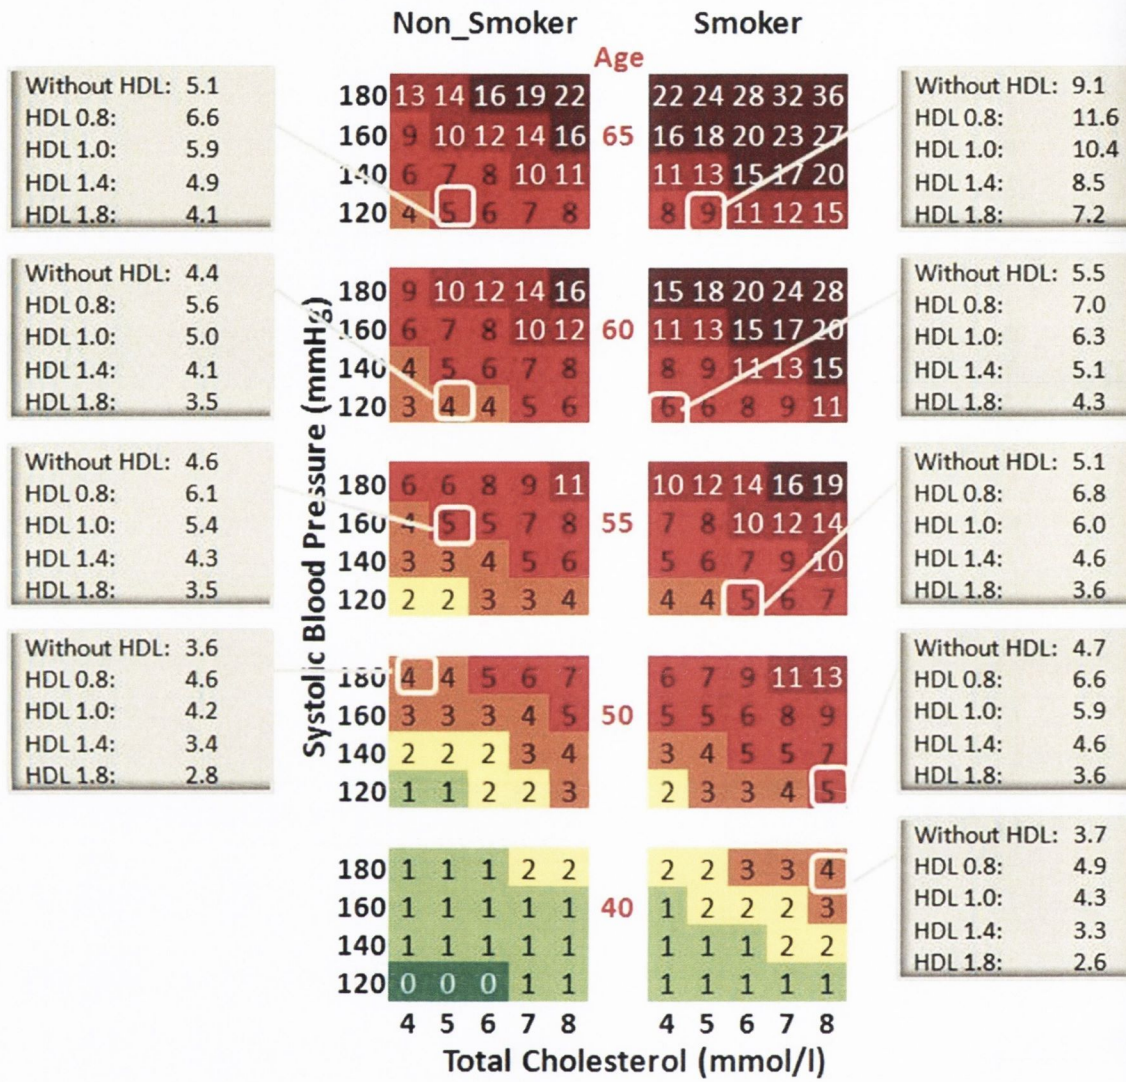 Non_Smoker Smoker
Age
Without HDL: 5.1
HDL 0.8: 6.6
HDL 1.0: 5.9
HDL 1.4: 4.9
HDL 1.8: 4.1
180 13 14 16 19 22 22 24 28 32 36
160 9 10 12 14 16 65 16 18 20 23 27
140 6 7 8 10 11 11 13 15 17 20
120 4 5 6 7 8 8 9 11 12 15
Without HDL: 9.1
HDL 0.8: 11.6
HDL 1.0: 10.4
HDL 1.4: 8.5
HDL 1.8: 7.2
Without HDL: 4.4
HDL 0.8: 5.6
HDL 1.0: 5.0
HDL 1.4: 4.1
HDL 1.8: 3.5
180 9 10 12 14 16 15 18 20 24 28
160 6 7 8 10 12 60 11 13 15 17 20
140 4 5 6 7 8 8 9 11 13 15
120 3 4 4 5 6 6 6 8 9 11
Without HDL: 5.5
HDL 0.8: 7.0
HDL 1.0: 6.3
HDL 1.4: 5.1
HDL 1.8: 4.3
Systolic Blood Pressure (mmHg)
Without HDL: 4.6
HDL 0.8: 6.1
HDL 1.0: 5.4
HDL 1.4: 4.3
HDL 1.8: 3.5
180 6 6 8 9 11 10 12 14 16 19
160 4 5 5 7 8 55 7 8 10 12 14
140 3 3 4 5 6 5 6 7 9 10
120 2 2 3 3 4 4 4 5 6 7
Without HDL: 5.1
HDL 0.8: 6.8
HDL 1.0: 6.0
HDL 1.4: 4.6
HDL 1.8: 3.6
Without HDL: 3.6
HDL 0.8: 4.6
HDL 1.0: 4.2
HDL 1.4: 3.4
HDL 1.8: 2.8
180 4 4 5 6 7 6 7 9 11 13
160 3 3 3 4 5 50 5 5 6 8 9
140 2 2 2 3 4 3 4 5 5 7
120 1 1 2 2 3 2 3 3 4 5
Without HDL: 4.7
HDL 0.8: 6.6
HDL 1.0: 5.9
HDL 1.4: 4.6
HDL 1.8: 3.6
180 1 1 1 2 2 2 2 3 3 4
160 1 1 1 1 1 40 1 2 2 2 3
140 1 1 1 1 1 1 1 1 2 2
120 0 0 0 1 1 1 1 1 1 1
Without HDL: 3.7
HDL 0.8: 4.9
HDL 1.0: 4.3
HDL 1.4: 3.3
HDL 1.8: 2.6
4 5 6 7 8 4 5 6 7 8
Total Cholesterol (mmol/l)